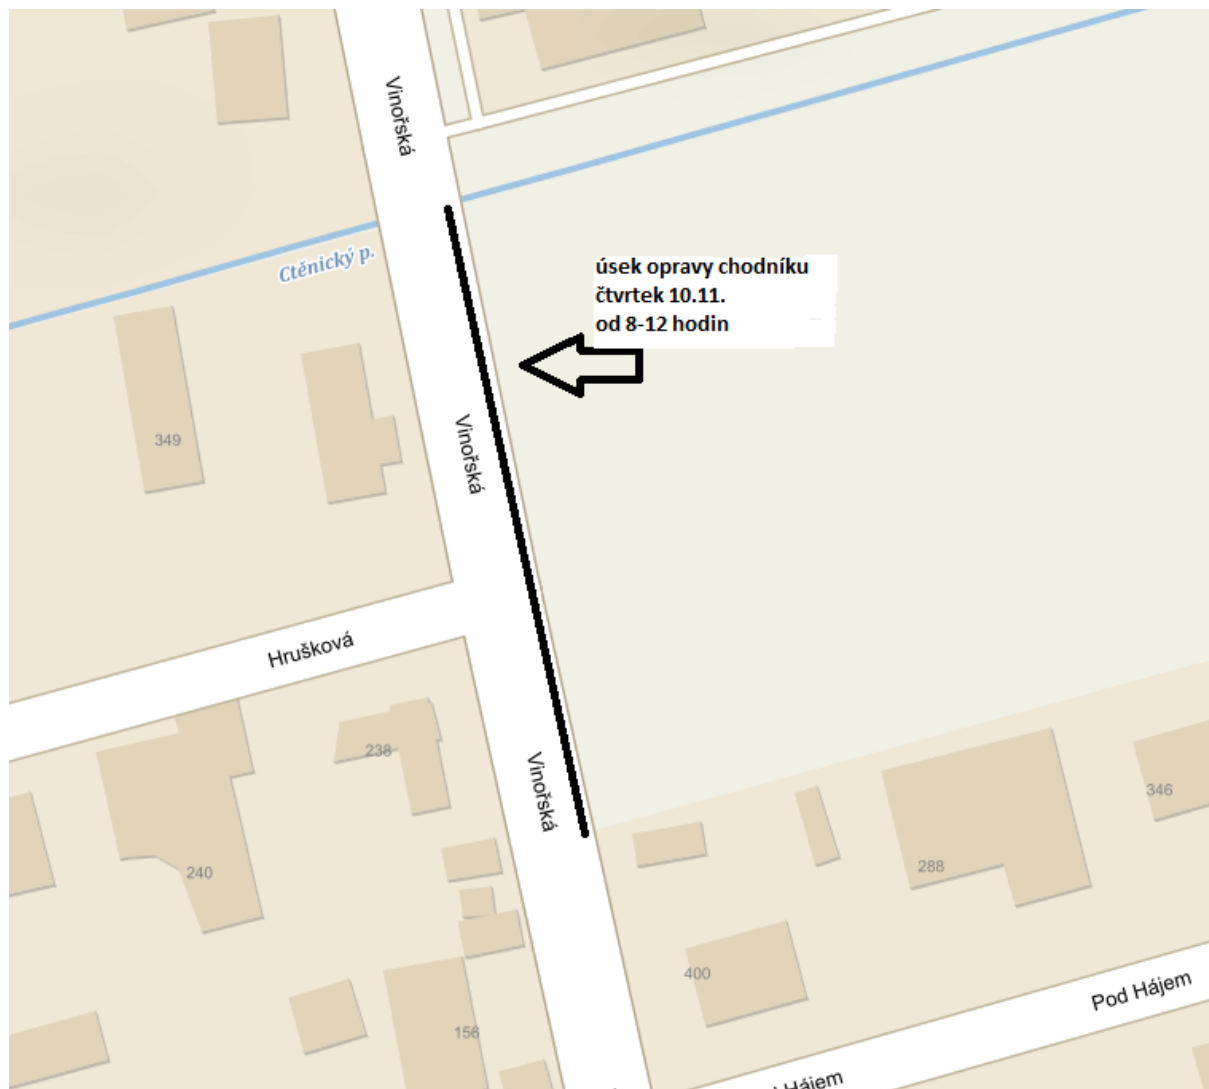 Vinořská
Ctěnický p.
úsek opravy chodníku
čtvrtek 10.11.
od 8-12 hodin
349
Vinořská
Hrušková
238
Vinořská
346
240
288
400
Pod Hájem
156
Hájem